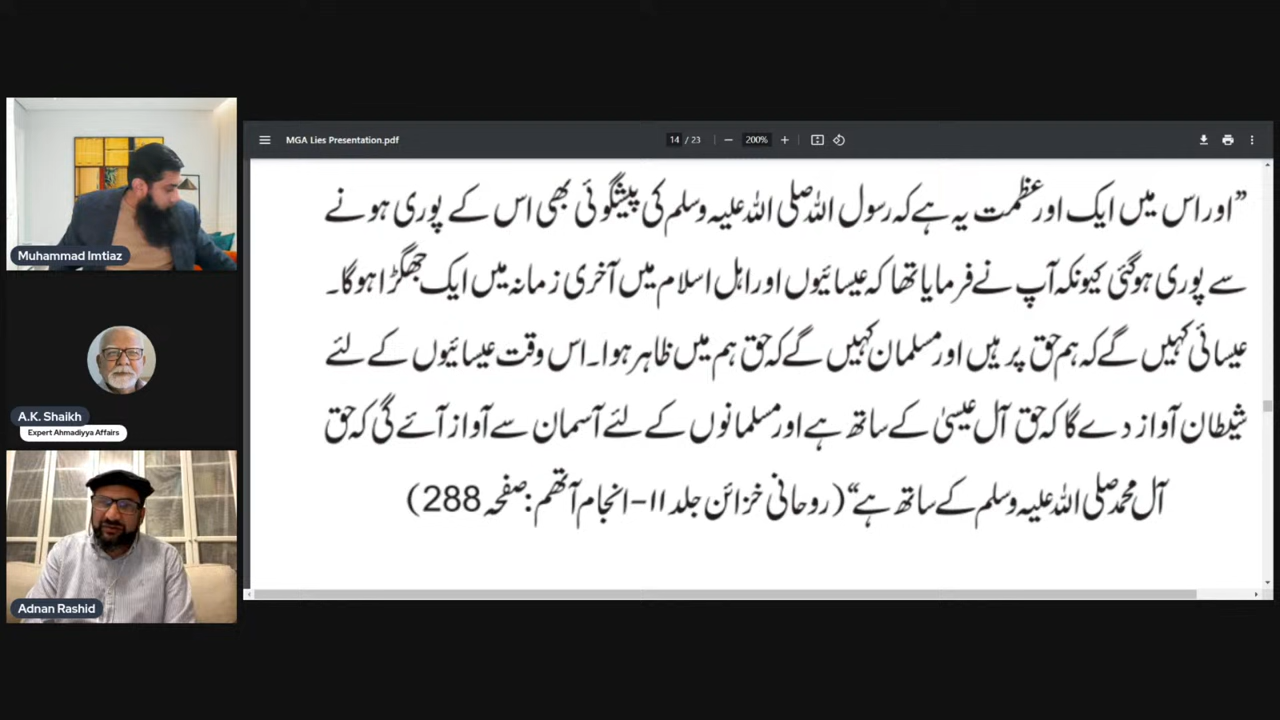 MGA Lies Presentation.pdf
14 / 23
200%
”اور اس میں ایک اور عظمت یہ ہے کہ رسول اللہ صلی اللہ علیہ وسلم کی پیشگوئی بھی اس کے پوری ہونے
سے پوری ہوگئی کیونکہ آپ نے فرمایا تھا کہ عیسائیوں اور اہل اسلام میں آخری زمانہ میں ایک جھگڑا ہوگا۔
عیسائی کہیں گے کہ ہم حق پر ہیں اور مسلمان کہیں گے کہ حق ہم میں ظاہر ہوا۔ اس وقت عیسائیوں کے لئے
شیطان آواز دے گا کہ حق آل عیسیٰ کے ساتھ ہے اور مسلمانوں کے لئے آسمان سے آواز آئے گی کہ حق
آل محمد صلی اللہ علیہ وسلم کے ساتھ ہے“ (روحانی خزائن جلد ۱۱- انجام آتھم: صفحہ 288)
Muhammad Imtiaz
A.K. Shaikh
Expert Ahmadiyya Affairs
Adnan Rashid